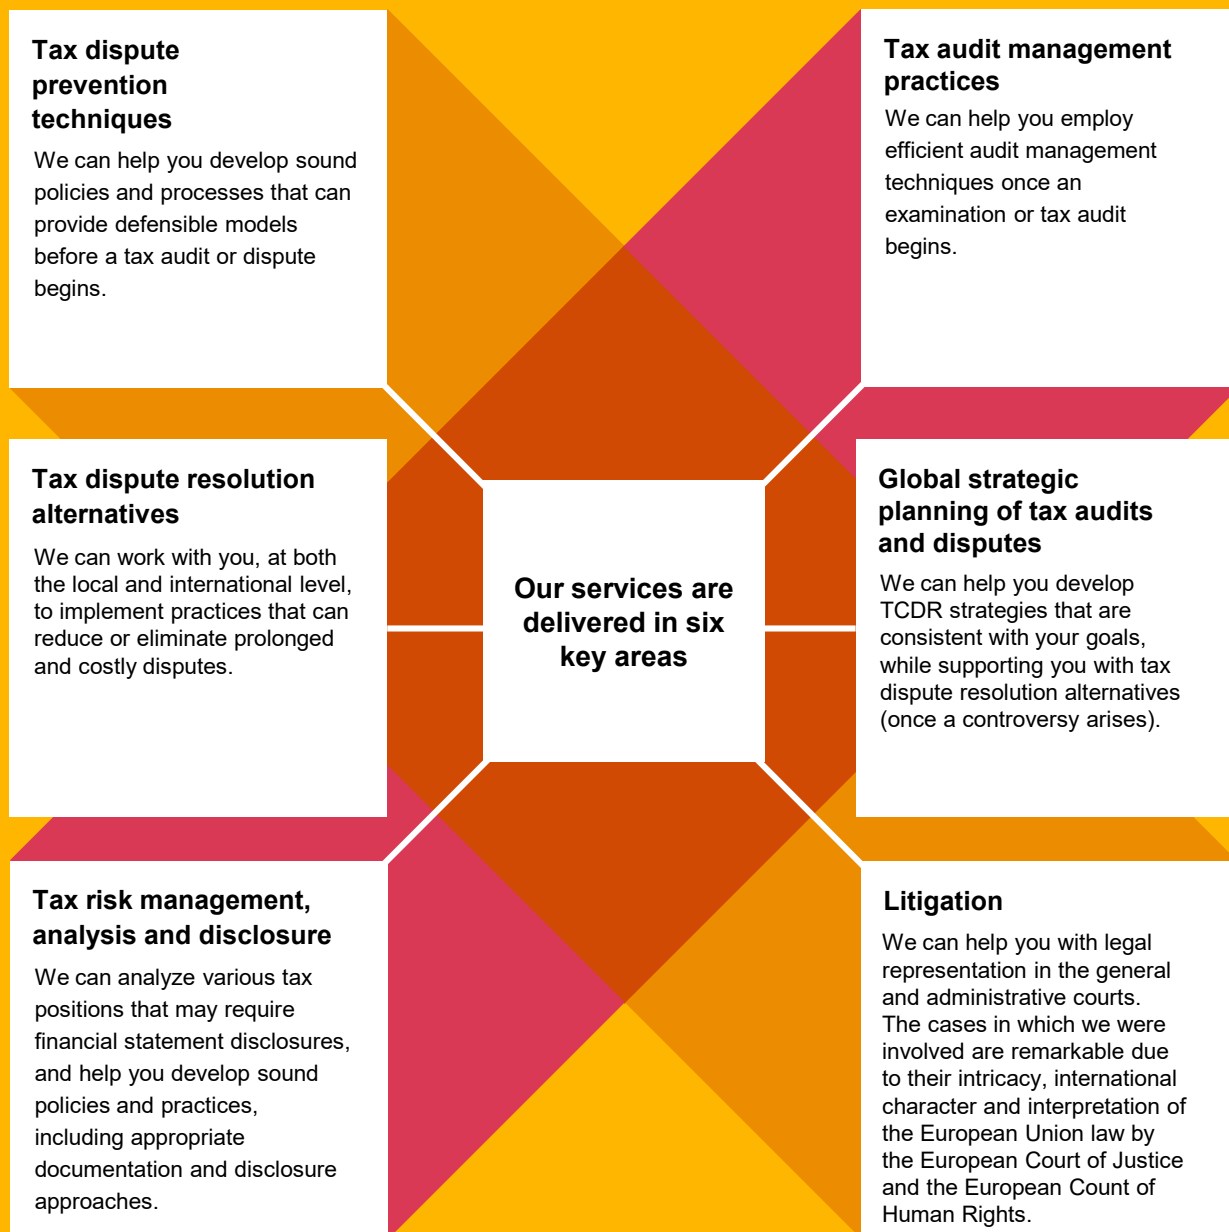 Tax dispute
prevention
techniques
We can help you develop sound
policies and processes that can
provide defensible models
before a tax audit or dispute
begins.
Tax audit management
practices
We can help you employ
efficient audit management
techniques once an
examination or tax audit
begins.
Tax dispute resolution
alternatives
We can work with you, at both
the local and international level,
to implement practices that can
reduce or eliminate prolonged
and costly disputes.
Our services are
delivered in six
key areas
Global strategic
planning of tax audits
and disputes
We can help you develop
TCDR strategies that are
consistent with your goals,
while supporting you with tax
dispute resolution alternatives
(once a controversy arises).
Tax risk management,
analysis and disclosure
We can analyze various tax
positions that may require
financial statement disclosures,
and help you develop sound
policies and practices,
including appropriate
documentation and disclosure
approaches.
Litigation
We can help you with legal
representation in the general
and administrative courts.
The cases in which we were
involved are remarkable due
to their intricacy, international
character and interpretation of
the European Union law by
the European Court of Justice
and the European Count of
Human Rights.